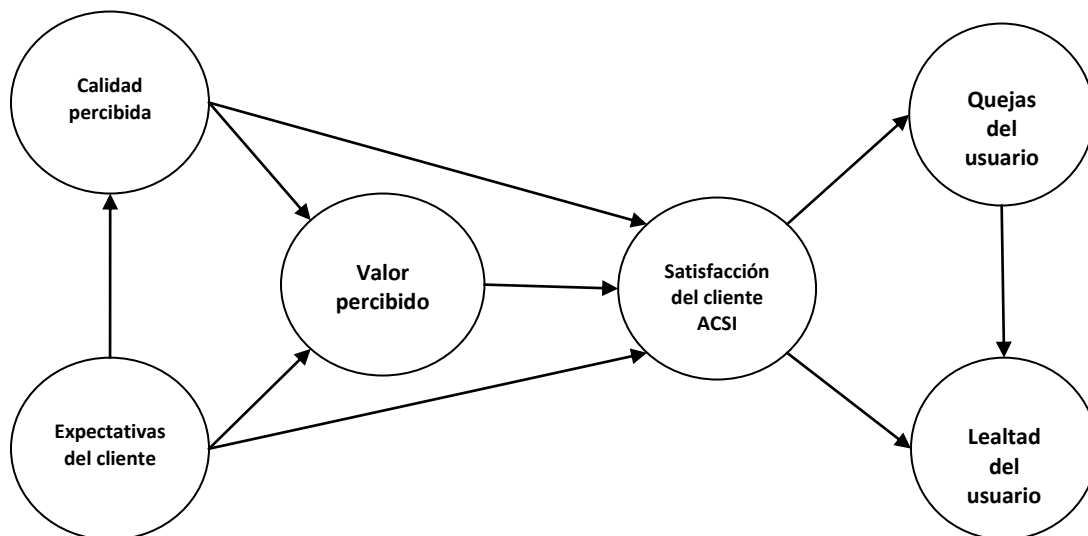 Calidad
percibida
Quejas
del
usuario
Valor
percibido
Satisfacción
del cliente
ACSI
Expectativas
del cliente
Lealtad
del
usuario